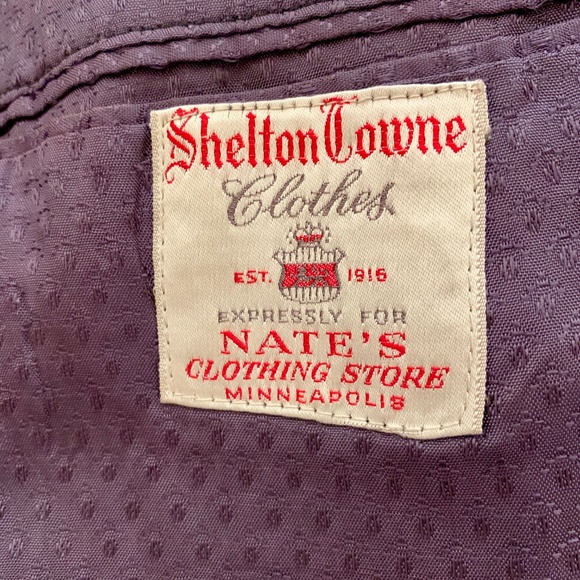 Shelton Towne
Clothes
EST. 1916
EXPRESSLY FOR
NATE'S
CLOTHING STORE
MINNEAPOLIS